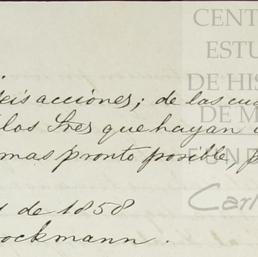 seis acciones; de las cua
los Sres que hayan
mas pronto posible, p
de 1858
ockmann.
CENT
ESTU
DE HIS
DE M
FUN
Carl